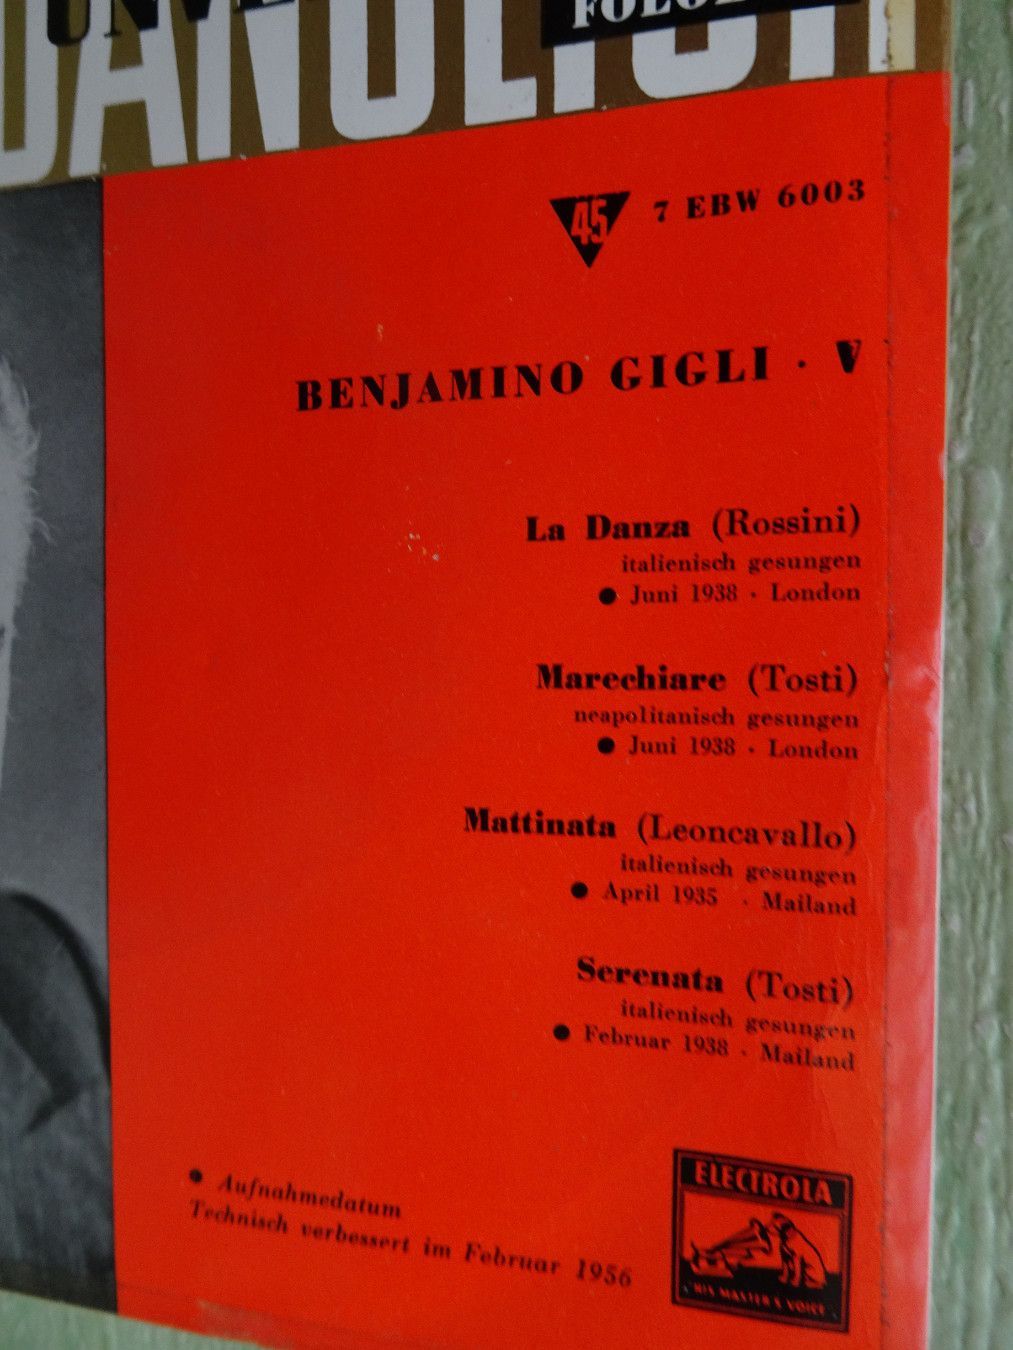 45 7 EBW 6003
BENJAMINO GIGLI · V
La Danza (Rossini)
italienisch gesungen
● Juni 1938 · London
Marechiare (Tosti)
neapolitanisch gesungen
● Juni 1938 · London
Mattinata (Leoncavallo)
italienisch gesungen
● April 1935 · Mailand
Serenata (Tosti)
italienisch gesungen
● Februar 1938 · Mailand
● Aufnahmedatum
Technisch verbessert im Februar 1956
ELECTROLA
"HIS MASTER'S VOICE"